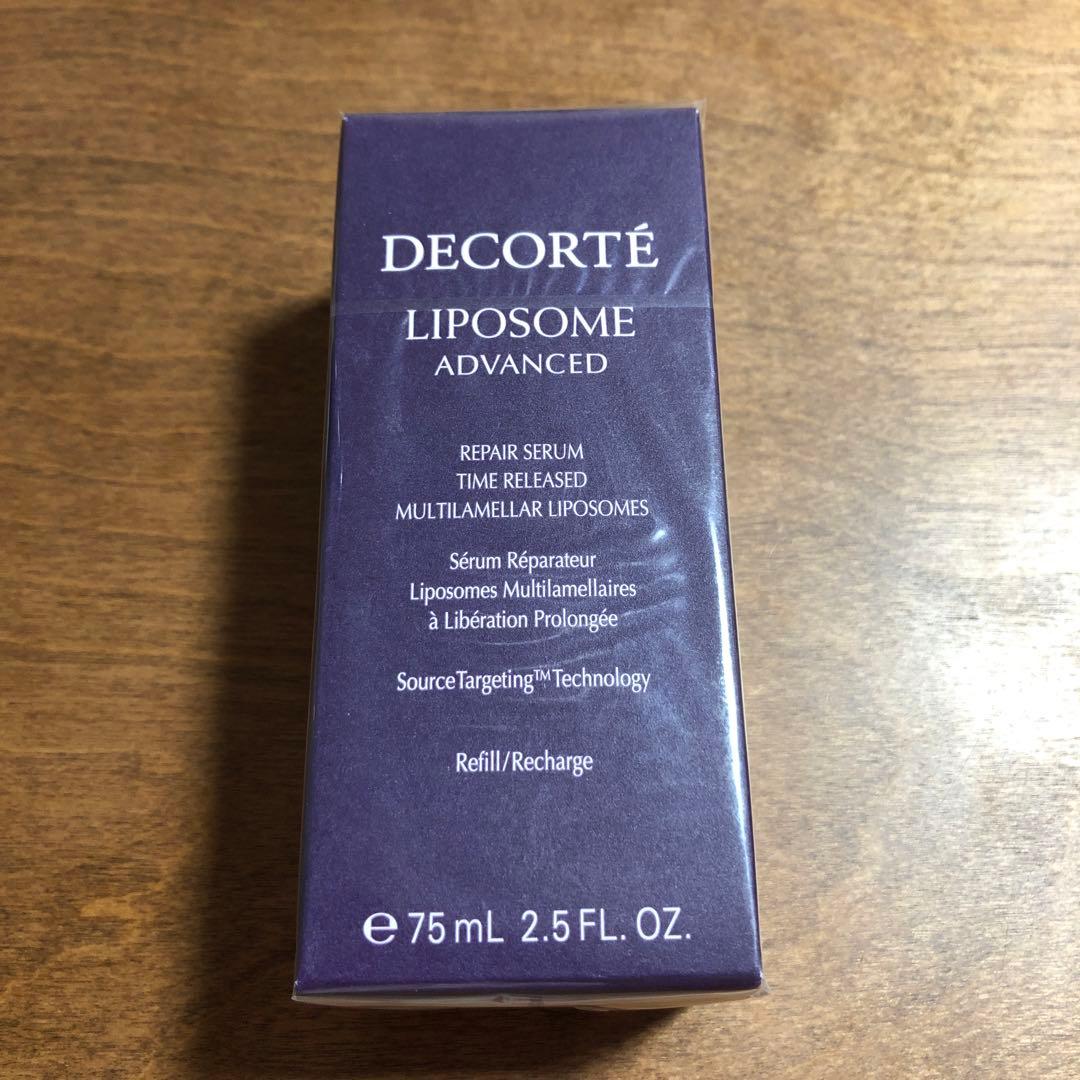 DECORTÉ
LIPOSOME
ADVANCED
REPAIR SERUM
TIME RELEASED
MULTILAMELLAR LIPOSOMES
Sérum Réparateur
Liposomes Multilamellaires
à Libération Prolongée
SourceTargeting™ Technology
Refill/Recharge
℮ 75 mL 2.5 FL. OZ.